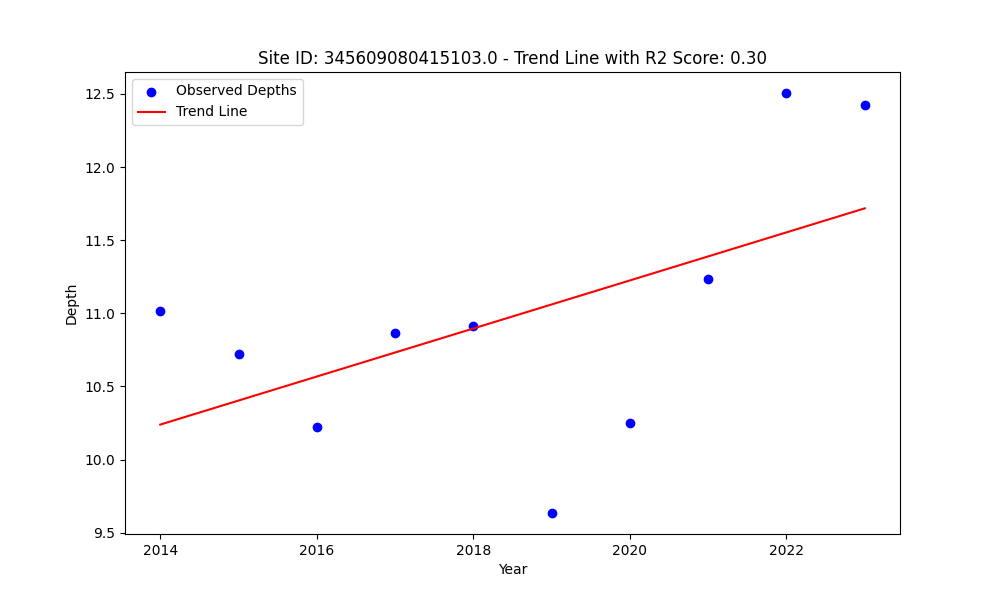 Site ID: 345609080415103.0 - Trend Line with R2 Score: 0.30
Observed Depths
Trend Line
12.5
12.0
11.5
11.0
10.5
10.0
9.5
Depth
2014
2016
2018
2020
2022
Year